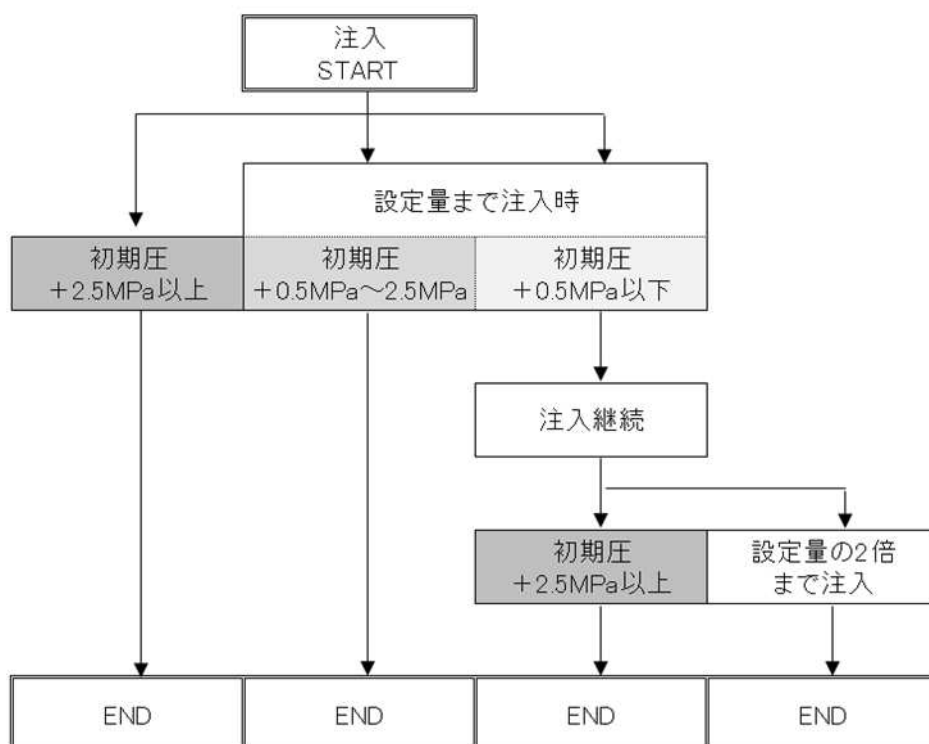 注入
START
設定量まで注入時
初期圧
＋2.5MPa以上
初期圧
＋0.5MPa～2.5MPa
初期圧
＋0.5MPa以下
注入継続
初期圧
＋2.5MPa以上
設定量の2倍
まで注入
END
END
END
END